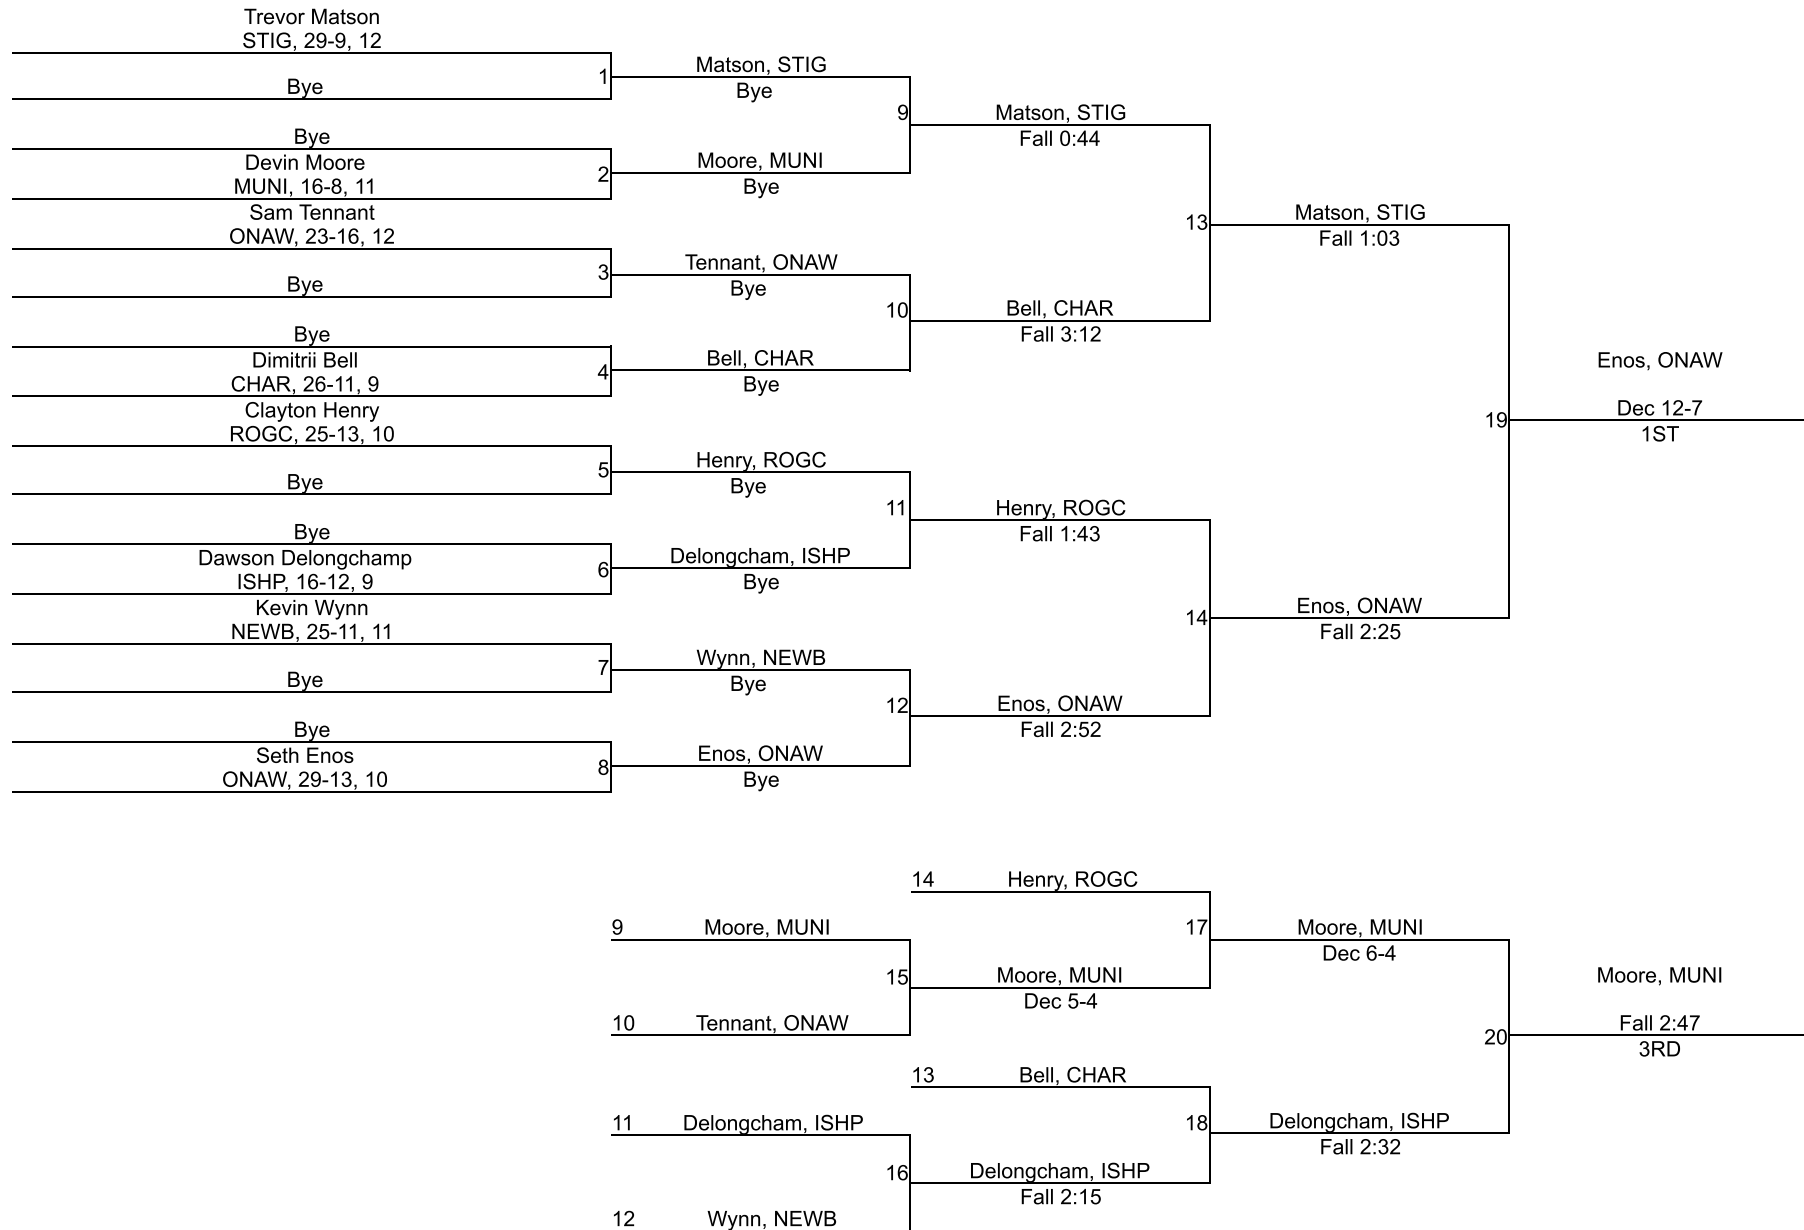 Trevor Matson
STIG, 29-9, 12
Bye
1
Bye
Devin Moore
MUNI, 16-8, 11
2
Sam Tennant
ONAW, 23-16, 12
Bye
3
Bye
Dimitrii Bell
CHAR, 26-11, 9
4
Clayton Henry
ROGC, 25-13, 10
Bye
5
Bye
Dawson Delongchamp
ISHP, 16-12, 9
6
Kevin Wynn
NEWB, 25-11, 11
Bye
7
Bye
Seth Enos
ONAW, 29-13, 10
8
Matson, STIG
Bye
9
Moore, MUNI
Bye
Tennant, ONAW
Bye
10
Bell, CHAR
Bye
Henry, ROGC
Bye
11
Delongcham, ISHP
Bye
Wynn, NEWB
Bye
12
Enos, ONAW
Bye
Matson, STIG
Fall 0:44
13
Bell, CHAR
Fall 3:12
Henry, ROGC
Fall 1:43
14
Enos, ONAW
Fall 2:52
Matson, STIG
Fall 1:03
19
Enos, ONAW
Fall 2:25
Enos, ONAW
Dec 12-7
1ST
14 Henry, ROGC
9 Moore, MUNI
17
15
Moore, MUNI
Dec 5-4
10 Tennant, ONAW
Moore, MUNI
Dec 6-4
13 Bell, CHAR
11 Delongcham, ISHP
18
16
Delongcham, ISHP
Fall 2:15
12 Wynn, NEWB
Delongcham, ISHP
Fall 2:32
20
Moore, MUNI
Fall 2:47
3RD